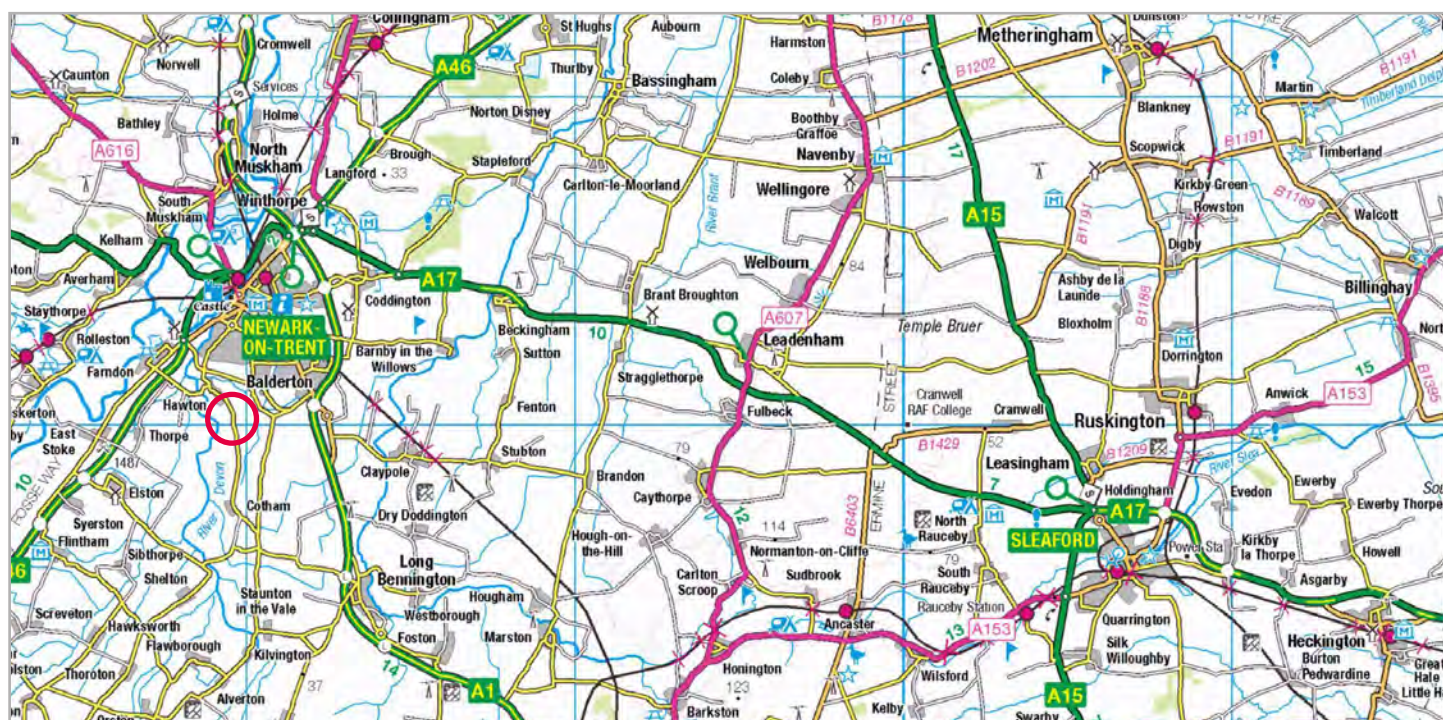 Collingham
Cromwell
Norwell
Caunton
Services
Bathley
Holme
North
Muskham
A616
South
Muskham
Winthorpe
Kelham
Averham
Staythorpe
Rolleston
Castle
NEWARK-
ON-TRENT
Farndon
Balderton
Hawton
Thorpe
East
Stoke
FOSSE WAY
10
Elston
Syerston
Flintham
Sibthorpe
Shelton
Screveton
Hawksworth
Flawborough
Thoroton
Alverton
Kilvington
37
Staunton
in the Vale
Cotham
River Devon
A46
St Hughs
Aubourn
Thurlby
Bassingham
Norton Disney
Brough
Langford
33
Stapleford
Carlton-le-Moorland
River Brant
A17
Coddington
Beckingham
Sutton
Barnby in the
Willows
Fenton
Stubton
Claypole
Dry Doddington
Long
Bennington
Westborough
Foston
14
A1
Hougham
Marston
Hough-on-
the-Hill
Brandon
Stragglethorpe
Brant Broughton
10
Harmston
Coleby
Boothby
Graffoe
Navenby
Wellingore
Welbourn
84
A607
Leadenham
Fulbeck
79
Caythorpe
12
114
Normanton-on-Cliffe
Carlton
Scroop
Sudbrook
Ancaster
Honington
123
Barkston
B1178
B1202
Metheringham
Dunston
Blankney
Scopwick
Kirkby Green
Rowston
Digby
17
A15
B1191
Ashby de la
Launde
Bloxholm
B1188
Dorrington
Temple Bruer
STREET
Cranwell
RAF College
Cranwell
B1429
52
Ruskington
Leasingham
B1209
River Slea
Holdingham
7
A17
SLEAFORD
North
Rauceby
79
South
Rauceby
Rauceby Station
B6403
ERMINE
13
A153
Wilsford
Kelby
Quarrington
Silk
Willoughby
A15
Swarby
Martin
B1191
Timberland Delph
B1191
Timberland
B1189
Walcott
Billinghay
15
A153
B1395
Anwick
Evedon
Ewerby
Ewerby Thorpe
Kirkby
la Thorpe
Howell
Power Sta
Asgarby
Heckington
Burton
Pedwardine
Great
Hale